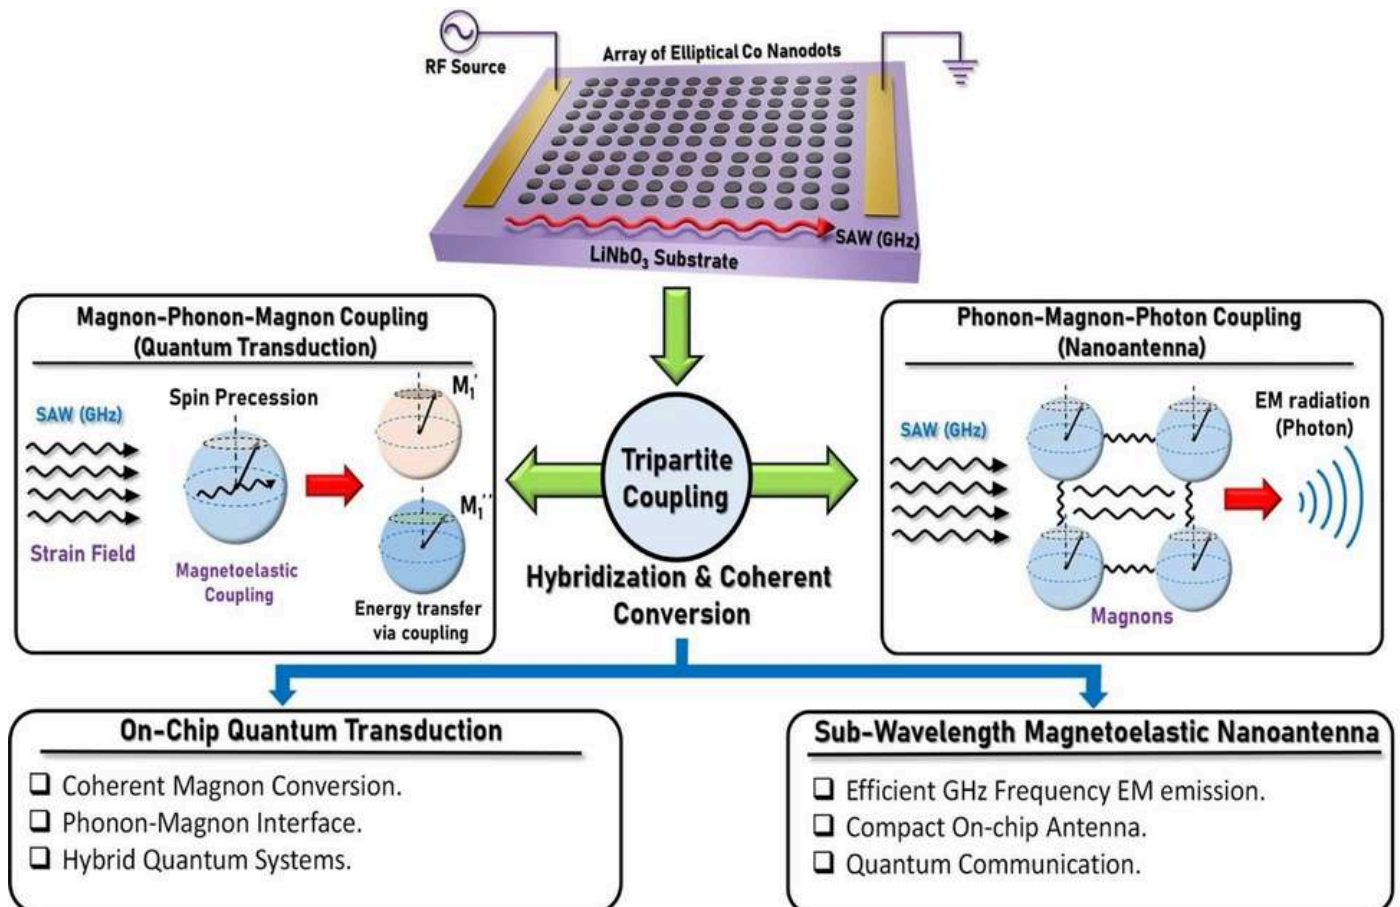 Array of Elliptical Co Nanodots
RF Source
SAW (GHz)
LiNbO₃ Substrate
Magnon-Phonon-Magnon Coupling
(Quantum Transduction)
SAW (GHz)
Spin Precession
M₁'
M₁''
Strain Field
Magnetoelastic
Coupling
Energy transfer
via coupling
Tripartite
Coupling
Hybridization & Coherent
Conversion
Phonon-Magnon-Photon Coupling
(Nanoantenna)
SAW (GHz)
EM radiation
(Photon)
Magnons
On-Chip Quantum Transduction
❑ Coherent Magnon Conversion.
❑ Phonon-Magnon Interface.
❑ Hybrid Quantum Systems.
Sub-Wavelength Magnetoelastic Nanoantenna
❑ Efficient GHz Frequency EM emission.
❑ Compact On-chip Antenna.
❑ Quantum Communication.